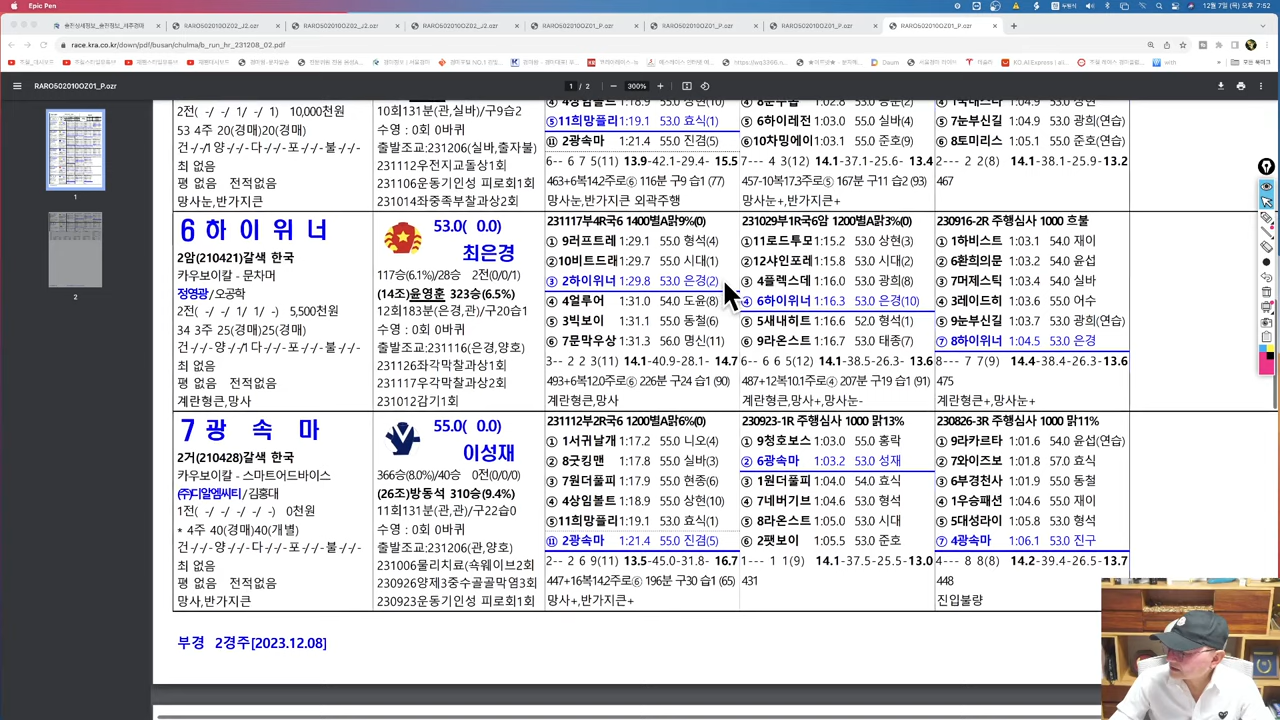 Epic Pen
12월 7일 (목) 오후 7:52
RARO502010OZ02_J2.ozr
RARO502010OZ02_J2.ozr
RARO502010OZ02_J2.ozr
RARO502010OZ01_P.ozr
RARO502010OZ01_P.ozr
RARO502010OZ01_P.ozr
RARO502010OZ01_P.ozr
race.kra.co.kr/down/pdf/busan/chulma/b_run_hr_231208_02.pdf
RARO502010OZ01_P.ozr
1 / 2
300%
1
2
2전( -/ -/ 1/ -/ 1) 10,000천원
53 4주 20(경매)20(경매)
건-/-/1양-/-다-/-포-/-불-/-/-
최 없음
평 없음 전적없음
망사,반가지큰
10회131분(관,실바)/구9습2
수영 : 0회 0바퀴
출발조교:231206(실바,출자불)
231112우진지교돌상1회
231106운동기인성 피로회1회
231014좌중족부찰과상2회
⑤11희망플리1:19.1 53.0 효식(1)
⑪ 2광속마 1:21.4 55.0 진겸(5)
6-- 6 7 5(11) 13.9-42.1-29.4- 15.5
463+6복14.2주로⑥ 116분 구9 습1 (77)
망사눈,반가지큰 외곽주행
⑤ 6하이레전 1:03.0 55.0 실바(4)
⑥10차밍에이1:03.1 55.0 준호(9)
7-- 7 7(12) 14.1-37.1-25.6-13.4
457-10복17.3주로⑤ 167분 구11 습2 (93)
망사눈+,반가지큰+
③ 7눈부신길 1:04.9 55.0 광희(연습)
⑥ 8토미리스 1:05.1 55.0 준호(연습)
2--- 2 2(8) 14.1-38.1-25.9-13.2
467
6 하 이 위 너
2암(210421)갈색 한국
카우보이칼 - 문차머
정영광/오공학
2전( -/ -/ 1/ 1/ -) 5,500천원
34 3주 25(경매)25(경매)
건-/-/-양-/-/-다-/-포-/-불-/-/-
최 없음
평 없음 전적없음
계란형큰,망사
53.0( 0.0)
최은경
117승(6.1%)/28승 2전(0/0/1)
(14조)윤영훈 323승(6.5%)
12회183분(은경,관)/구20습1
수영 : 0회 0바퀴
출발조교:231116(은경,양호)
231126좌각막찰과상1회
231117우각막찰과상2회
231012감기1회
231117부4R국6 1400별A맑9%(0)
① 9러프트레 1:29.1 55.0 형석(4)
②10비트드래 1:29.7 55.0 시대(1)
③ 2하이위너 1:29.8 53.0 은경(2)
④ 4얼루어 1:31.0 54.0 도윤(8)
⑤ 3빅보이 1:31.1 55.0 동철(6)
⑥ 7문막우상 1:31.3 56.0 명신(11)
3-- 2 2 3(11) 14.1-40.9-28.1- 14.7
493+6복12.0주로⑥ 226분 구24 습1 (90)
계란형큰,망사
231029부1R국6암 1200별A맑3%(0)
①11로드투모1:15.2 53.0 상현(3)
②12샤인포레1:15.8 55.0 시대(2)
③ 4플렉스데 1:16.0 55.0 광희(8)
④ 6하이위너 1:16.3 53.0 은경(10)
⑤ 5새내히트 1:16.6 52.0 형석(1)
⑥ 9라온스트 1:16.7 53.0 태종(7)
6-- 6 6 5(12) 14.1-38.5-26.3-13.6
487+12복10.1주로④ 207분 구19 습1 (91)
계란형큰,망사+,망사눈-
230916-2R 주행심사 1000 흐불
① 1하비스트 1:03.1 54.0 재이
② 6환희의문 1:03.2 53.0 윤섭
③ 7머제스틱 1:03.4 54.0 실바
④ 3레이드히 1:03.6 55.0 어수
⑤ 9눈부신길 1:03.7 55.0 광희(연습)
⑦ 8하이위너 1:04.5 53.0 은경
8--- 7 7(9) 14.4-38.4-26.3-13.6
475
계란형큰+,망사눈+
7 광 속 마
2거(210428)갈색 한국
카우보이칼 - 스마트어드바이스
(주)디알엠씨티/김홍대
1전( -/ -/ -/ -/ -) 0천원
* 4주 40(경매)40(개별)
건-/-/-양-/-/-다-/-포-/-불-/-/-
최 없음
평 없음 전적없음
망사,반가지큰
55.0( 0.0)
이성재
366승(8.0%)/40승 0전(0/0/0)
(26조)방동석 310승(9.4%)
11회131분(관,관)/구22습0
수영 : 0회 0바퀴
출발조교:231206(관,양호)
231006물리치료(쇽웨이브)2회
230926양제3중수골골막염3회
230923운동기인성 피로회1회
231112부2R국6 1200별A맑6%(0)
① 1서귀날개 1:17.2 55.0 니오(4)
② 8굿킹맨 1:17.8 55.0 실바(3)
③ 7원더풀피 1:17.9 55.0 현종(6)
④ 4상임볼트 1:18.9 55.0 상현(10)
⑤11희망플리1:19.1 53.0 효식(1)
⑪ 2광속마 1:21.4 55.0 진겸(5)
2-- 2 6 9(11) 13.5-45.0-31.8- 16.7
447+16복14.2주로⑥ 196분 구30 습1 (65)
망사+,반가지큰+
230923-1R 주행심사 1000 맑13%
① 9청호보스 1:03.0 55.0 홍락
② 6광속마 1:03.2 53.0 성재
③ 1원더풀피 1:04.0 54.0 효식
④ 7네버기브 1:04.6 53.0 형석
⑤ 8라온스트 1:05.0 53.0 시대
⑥ 2팻보이 1:05.5 53.0 준호
1--- 1 1(9) 14.1-37.5-25.5-13.0
431
230826-3R 주행심사 1000 맑11%
① 9라카르타 1:01.6 54.0 윤섭(연습)
② 7와이즈보 1:01.8 57.0 효식
③ 6부경천사 1:01.9 55.0 동철
④ 1우승패션 1:04.6 55.0 재이
⑤ 5대성라이 1:05.3 55.0 형석
⑦ 4광속마 1:06.1 53.0 진구
4--- 8 8(8) 14.2-39.4-26.5-13.7
448
진입불량
부경 2경주[2023.12.08]